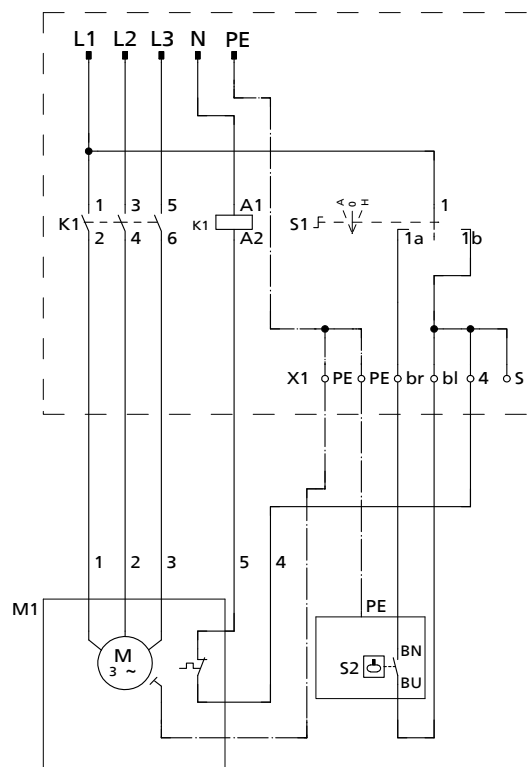 L1 L2 L3 N PE
1 3 5 A1 A O H 1
K1 K1 S1
2 4 6 A2 1a 1b
X1 PE PE br bl 4 S
1 2 3 5 4
M1 PE
M BN
3 ~ S2
BU